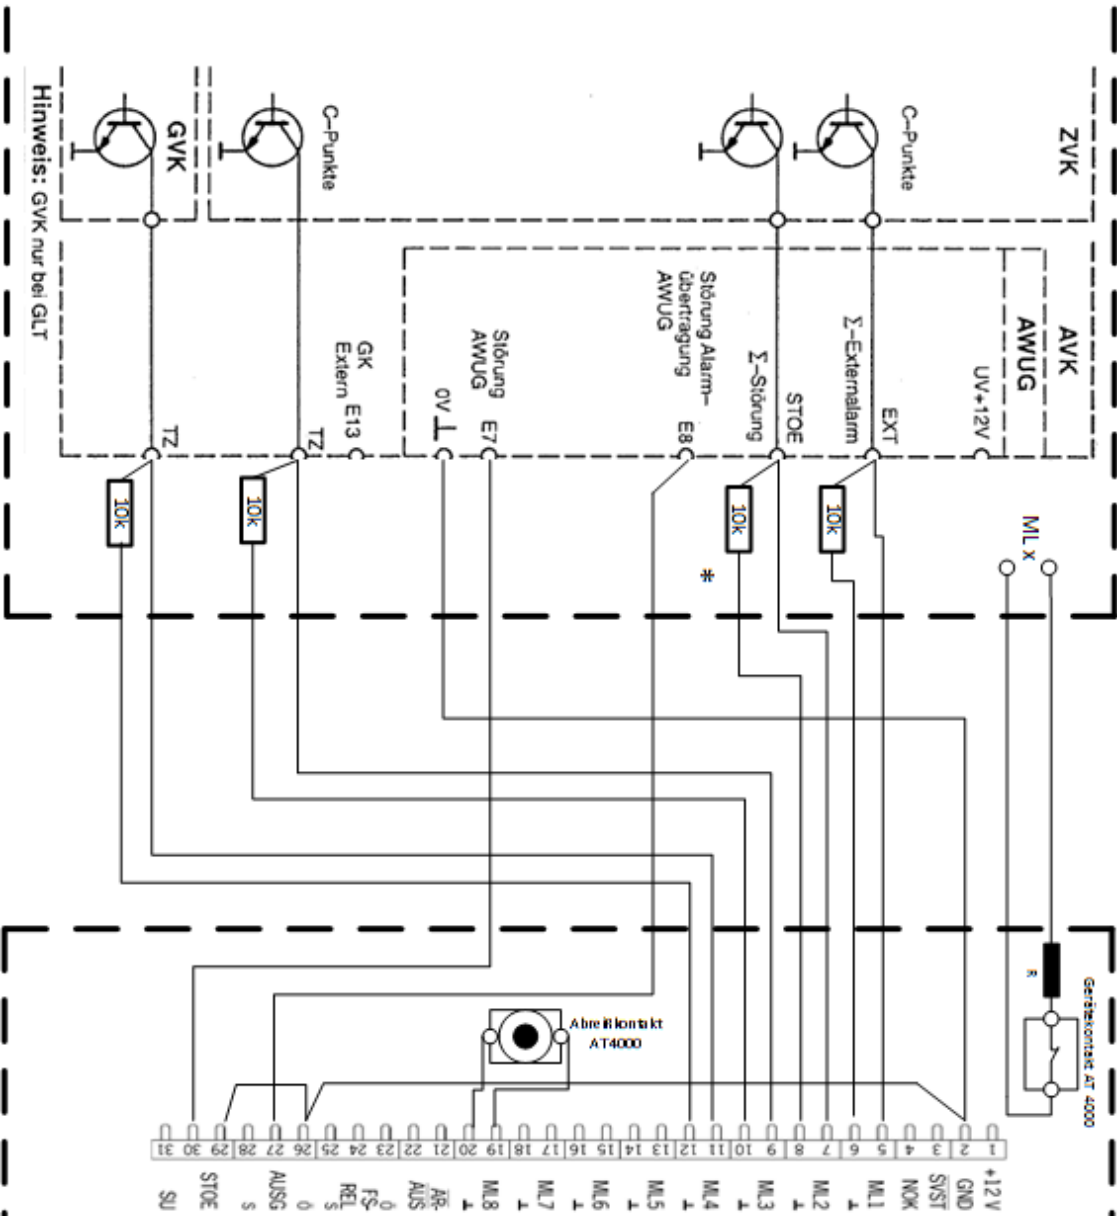 ZVK
C-Punkte
C-Punkte
GVK
Hinweis: GVK nur bei GLT
AVK
AWUG
UV+12V
EXT
Σ-Externalarm
STOE
Σ-Störung
E8
Störung Alarm-
übertragung
AWUG
E7
Störung
AWUG
0V
E13
GK
Extern
TZ
TZ
ML x
10k
10k
*
10k
10k
R
Gerätekontakt AT 4000
Abreißkontakt
AT4000
1
2
3
4
5
6
7
8
9
10
11
12
13
14
15
16
17
18
19
20
21
22
23
24
25
26
27
28
29
30
31
+12V
GND
SVST
NOK
ML1
ML2
ML3
ML4
ML5
ML6
ML7
ML8
AR-
AUS
Ö
FS-
REL
S
Ö
AUSG
S
STOE
SU